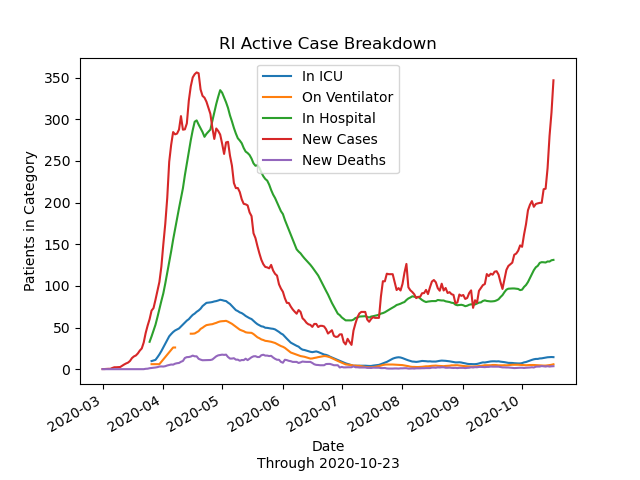 RI Active Case Breakdown
In ICU
On Ventilator
In Hospital
New Cases
New Deaths
Patients in Category
350
300
250
200
150
100
50
0
2020-03
2020-04
2020-05
2020-06
2020-07
2020-08
2020-09
2020-10
Date
Through 2020-10-23